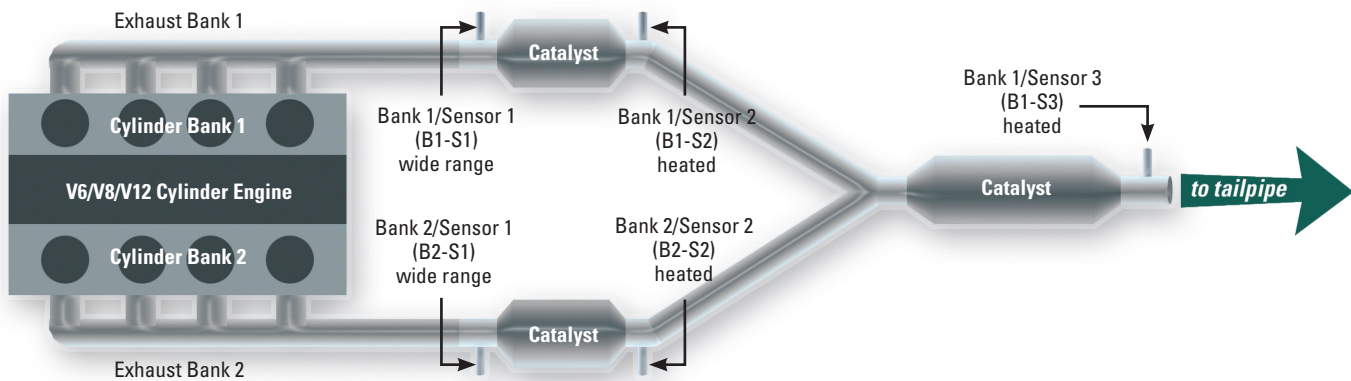 Exhaust Bank 1
Cylinder Bank 1
V6/V8/V12 Cylinder Engine
Cylinder Bank 2
Exhaust Bank 2
Catalyst
Bank 1/Sensor 1
(B1-S1)
wide range
Bank 1/Sensor 2
(B1-S2)
heated
Bank 2/Sensor 1
(B2-S1)
wide range
Bank 2/Sensor 2
(B2-S2)
heated
Catalyst
Bank 1/Sensor 3
(B1-S3)
heated
Catalyst
to tailpipe